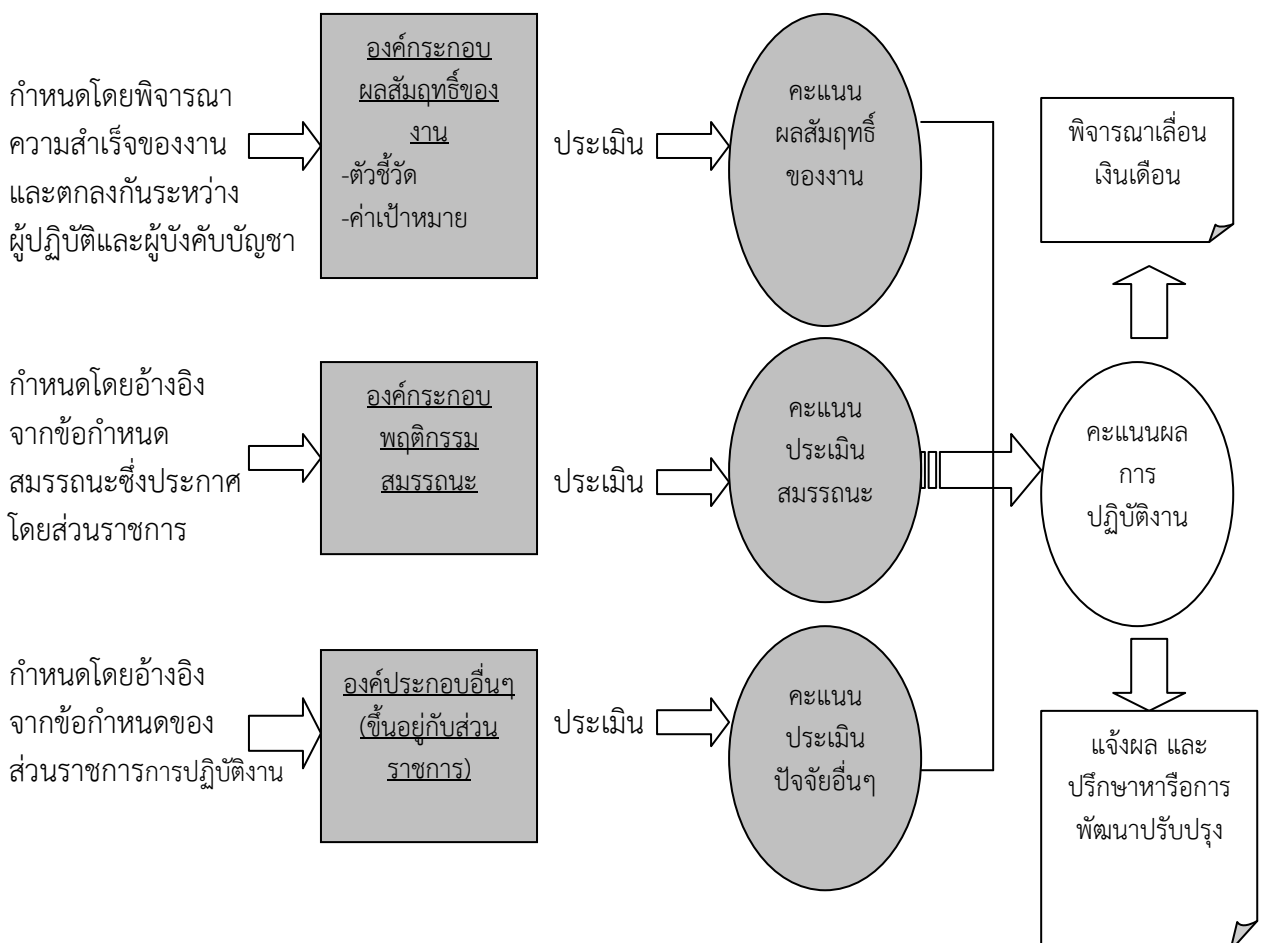 กำหนดโดยพิจารณา
ความสำเร็จของงาน
และตกลงกันระหว่าง
ผู้ปฏิบัติและผู้บังคับบัญชา
องค์กระกอบ
ผลสัมฤทธิ์ของ
งาน
-ตัวชี้วัด
-ค่าเป้าหมาย
ประเมิน
คะแนน
ผลสัมฤทธิ์
ของงาน
พิจารณาเลื่อน
เงินเดือน
กำหนดโดยอ้างอิง
จากข้อกำหนด
สมรรถนะซึ่งประกาศ
โดยส่วนราชการ
องค์กระกอบ
พฤติกรรม
สมรรถนะ
ประเมิน
คะแนน
ประเมิน
สมรรถนะ
คะแนนผล
การ
ปฏิบัติงาน
กำหนดโดยอ้างอิง
จากข้อกำหนดของ
ส่วนราชการการปฏิบัติงาน
องค์ประกอบอื่นๆ
(ขึ้นอยู่กับส่วน
ราชการ)
ประเมิน
คะแนน
ประเมิน
ปัจจัยอื่นๆ
แจ้งผล และ
ปรึกษาหารือการ
พัฒนาปรับปรุง